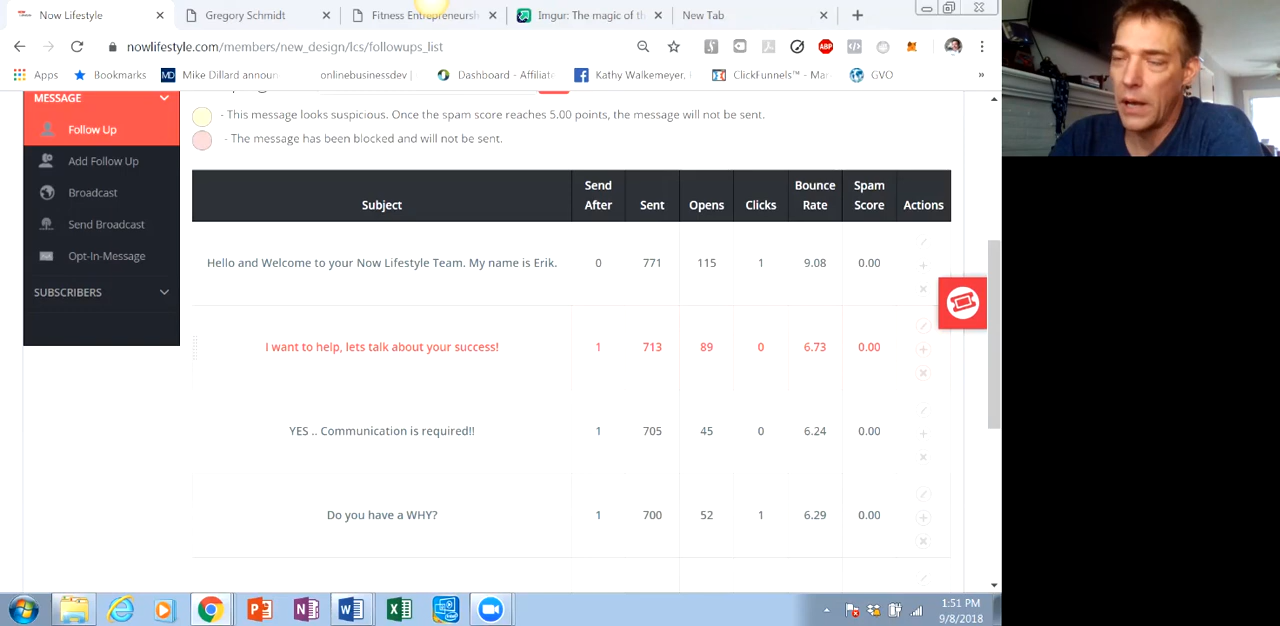 Now Lifestyle
Gregory Schmidt
Fitness Entrepreneursh
Imgur: The magic of th
New Tab
nowlifestyle.com/members/new_design/lcs/followups_list
ABP
Apps
Bookmarks
MD Mike Dillard announ
onlinebusinessdev
Dashboard - Affiliate
Kathy Walkemeyer.
ClickFunnels™ - Mar
GVO
»
MESSAGE
Follow Up
Add Follow Up
Broadcast
Send Broadcast
Opt-In-Message
SUBSCRIBERS
- This message looks suspicious. Once the spam score reaches 5.00 points, the message will not be sent.
- The message has been blocked and will not be sent.
Subject Send After Sent Opens Clicks Bounce Rate Spam Score Actions
Hello and Welcome to your Now Lifestyle Team. My name is Erik. 0 771 115 1 9.08 0.00
I want to help, lets talk about your success! 1 713 89 0 6.73 0.00
YES .. Communication is required!! 1 705 45 0 6.24 0.00
Do you have a WHY? 1 700 52 1 6.29 0.00
1:51 PM
9/8/2018